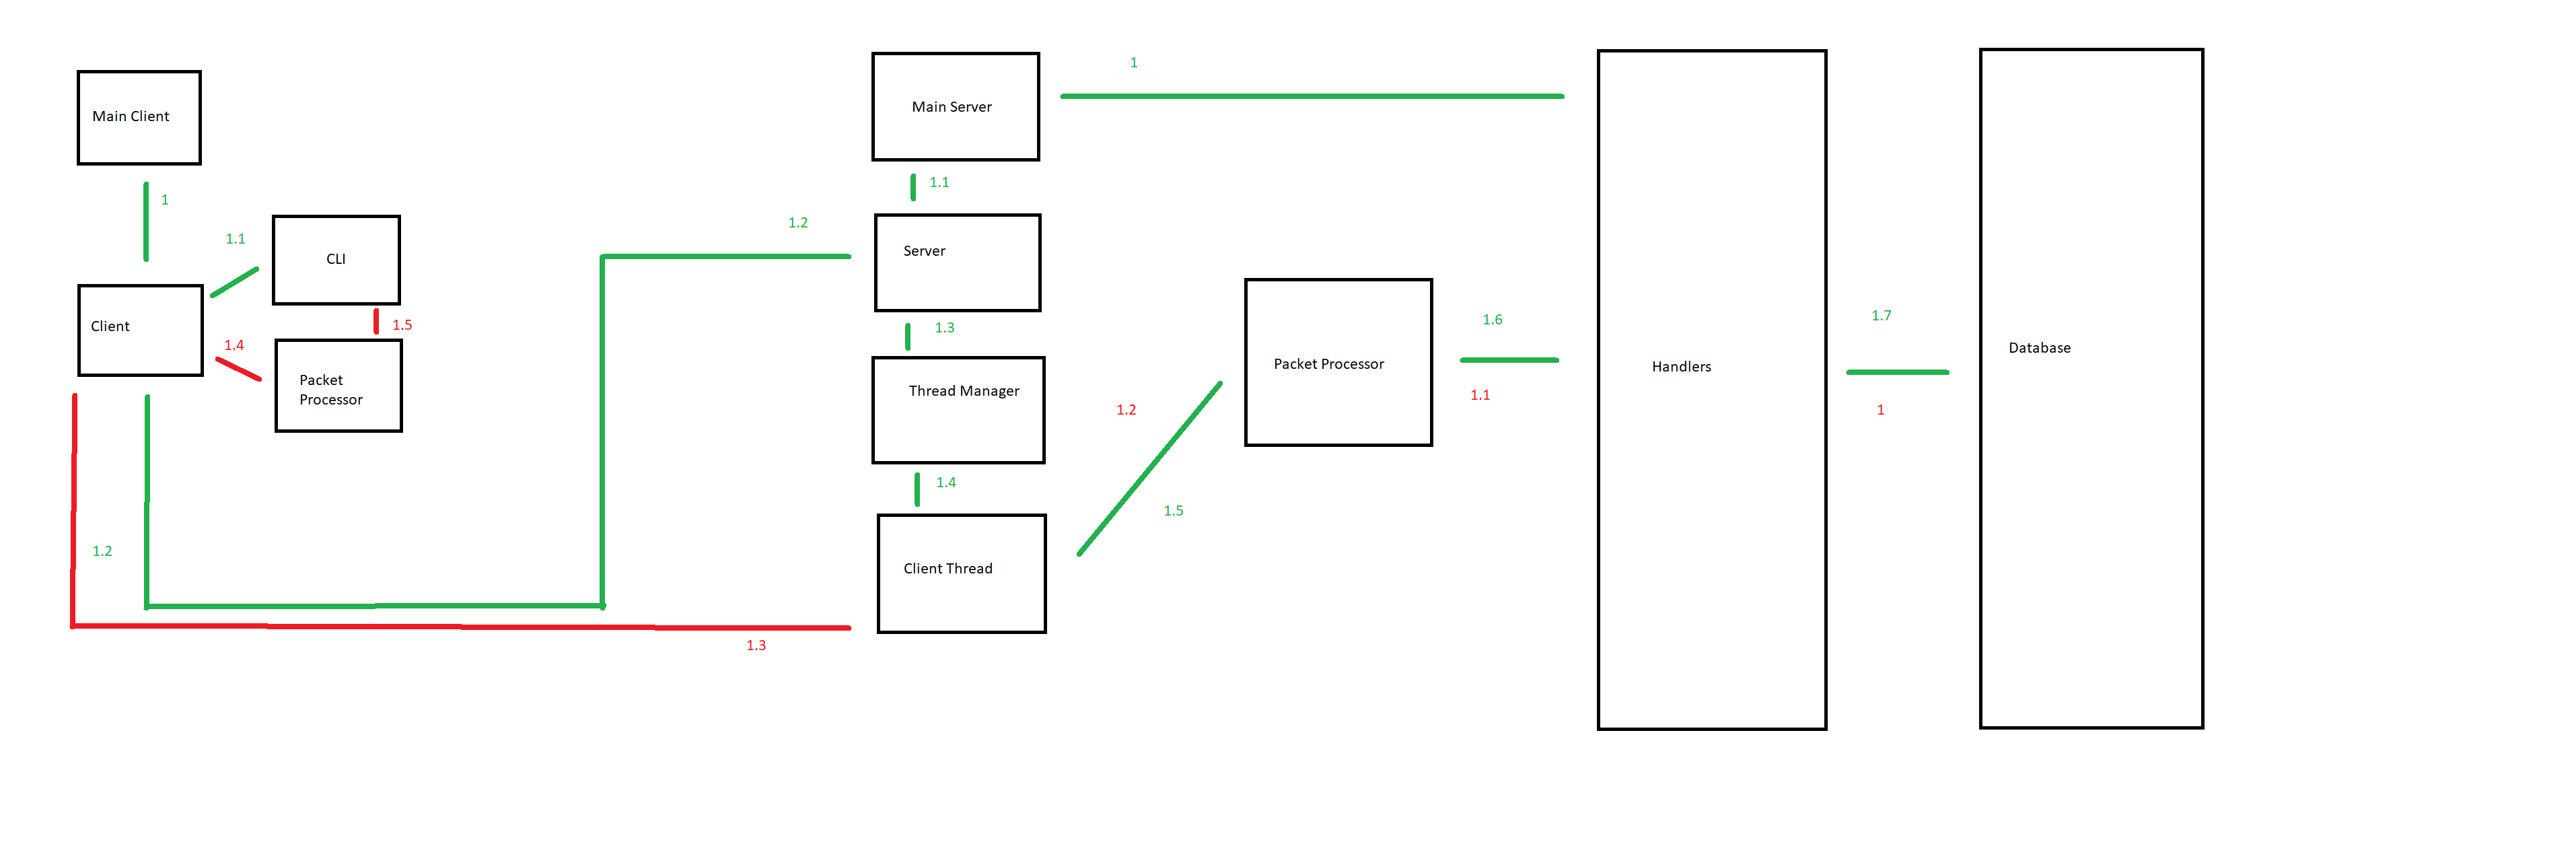 1
Main Server
Main Client
1.1
1
1.2
1.1
Server
CLI
1.7
1.6
1.5
Client
1.3
1.4
Database
Packet Processor
Handlers
Packet
Processor
Thread Manager
1.1
1.2
1
1.4
1.5
1.2
Client Thread
1.3